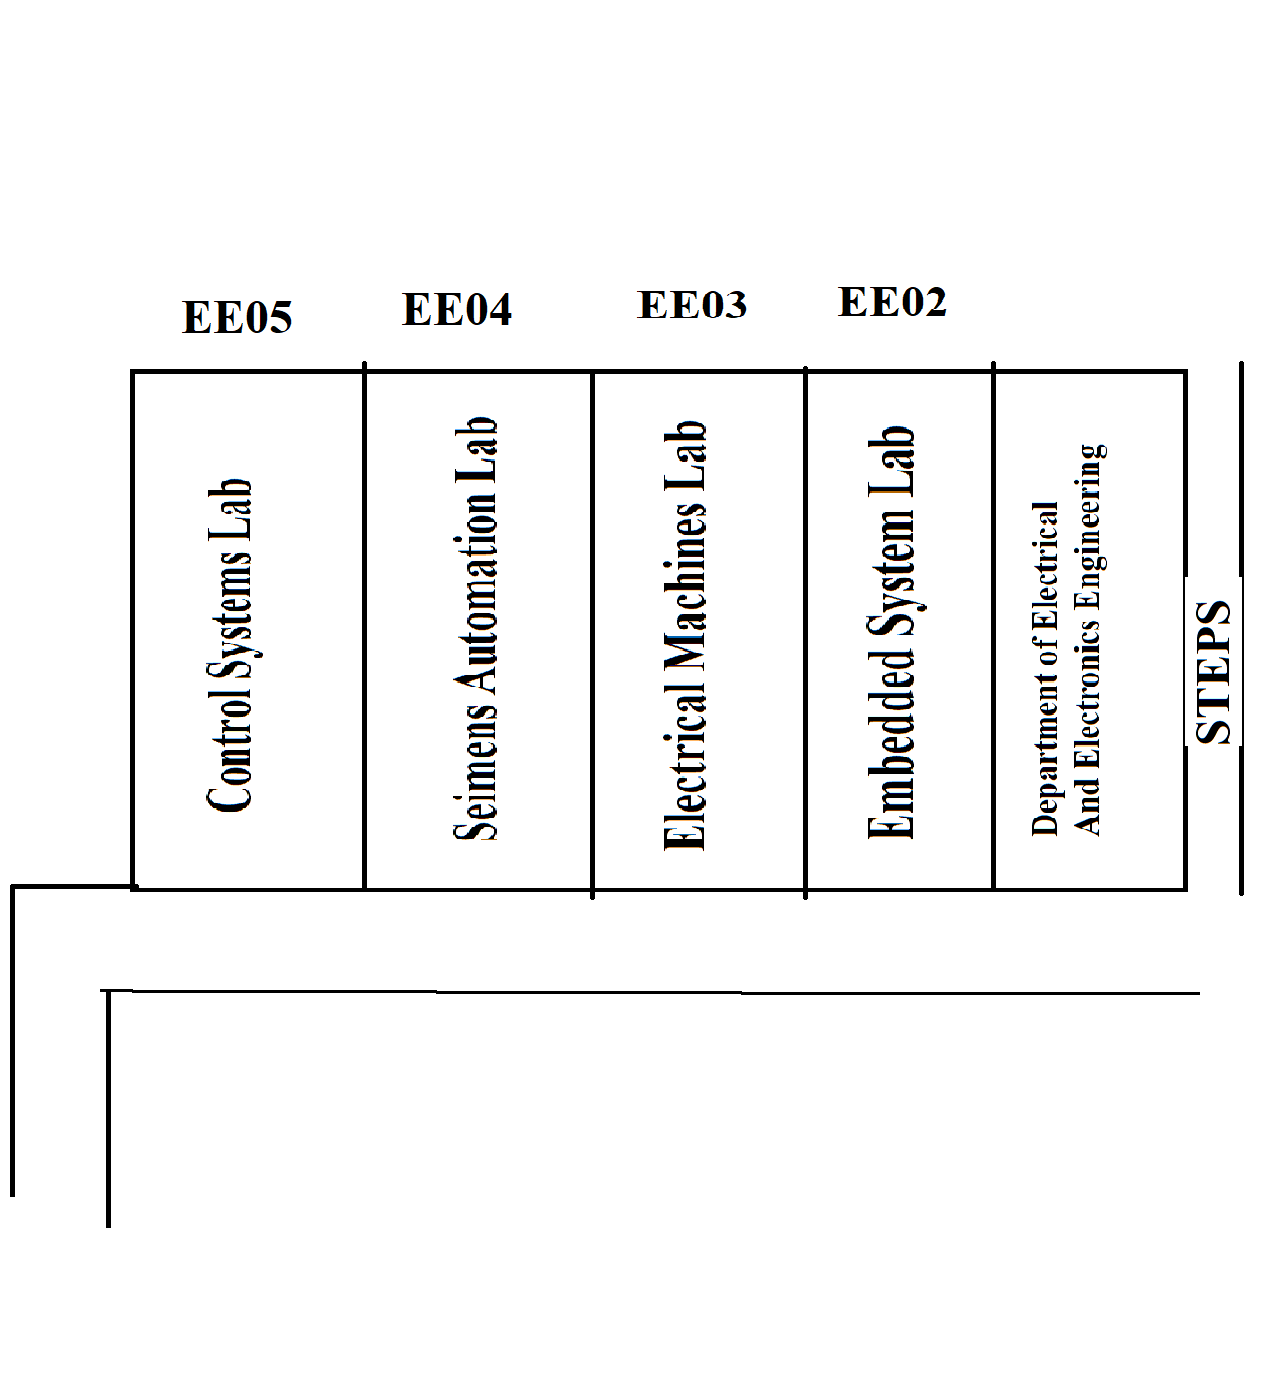 EE05
EE04
EE03
EE02
Control Systems Lab
Seimens Automation Lab
Electrical Machines Lab
Embedded System Lab
Department of Electrical
And Electronics Engineering
STEPS